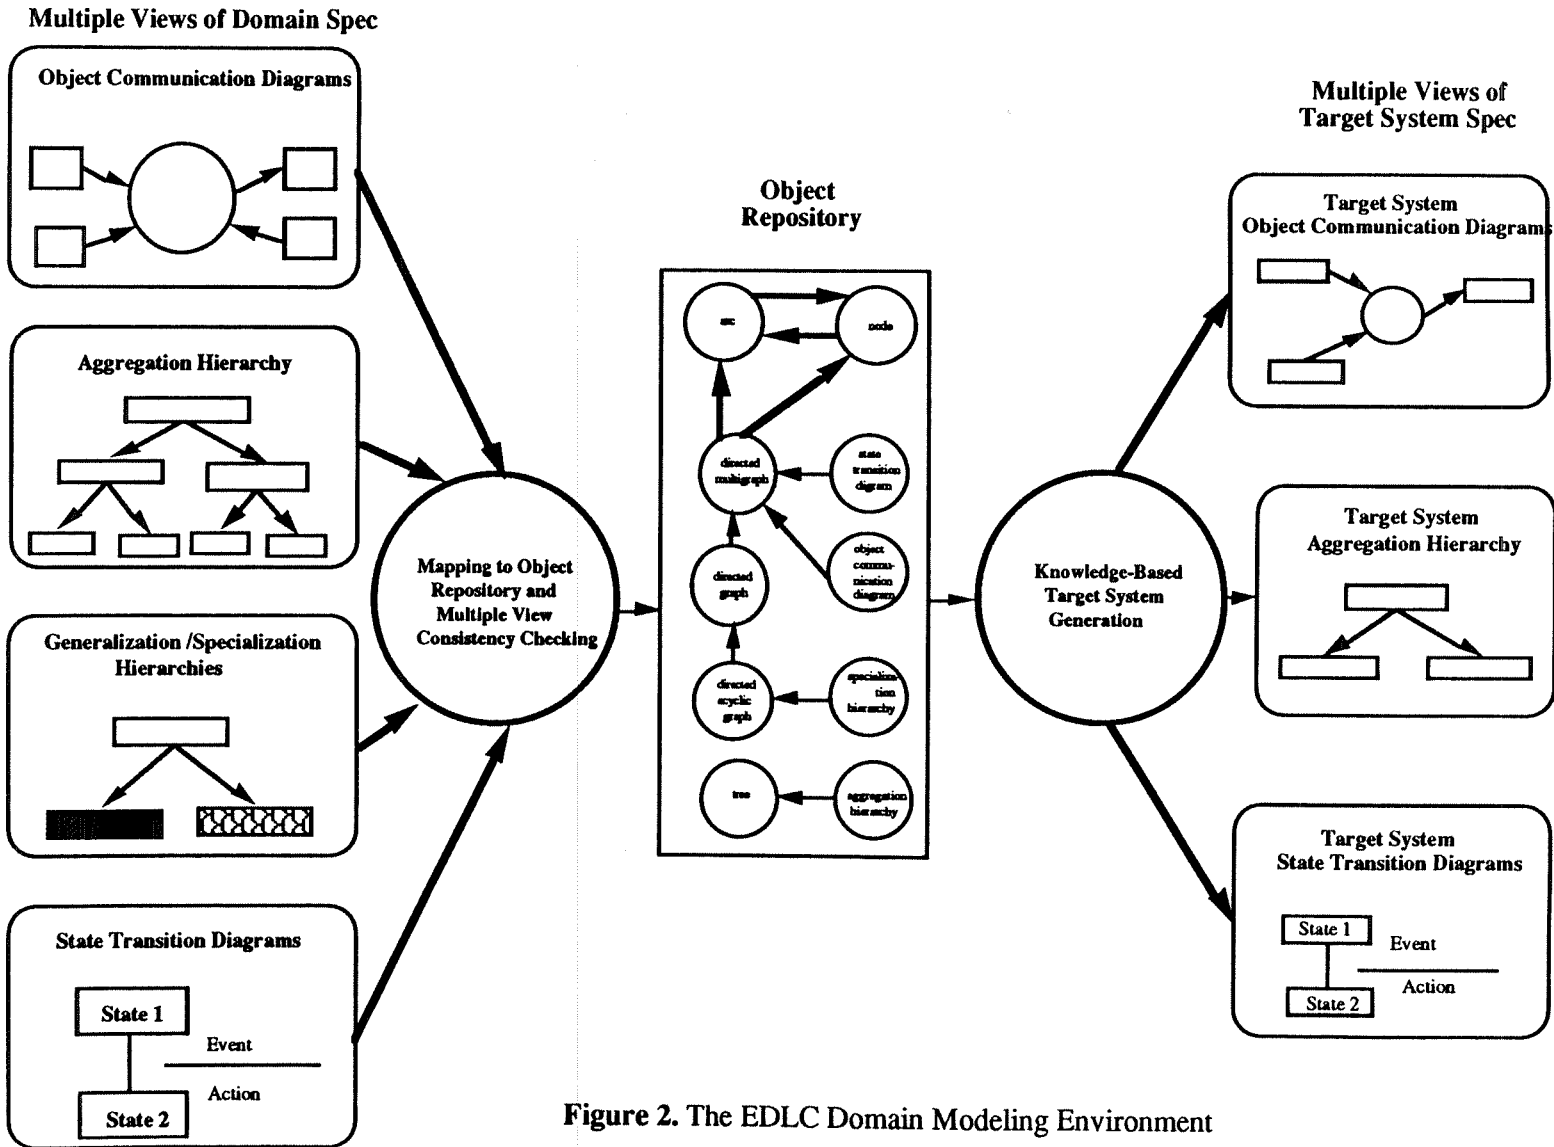 Multiple Views of Domain Spec
Object Communication Diagrams
Aggregation Hierarchy
Generalization /Specialization
Hierarchies
State Transition Diagrams
State 1
Event
Action
State 2
Mapping to Object
Repository and
Multiple View
Consistency Checking
Object
Repository
arc
node
directed
multigraph
state
transition
digram
directed
graph
object
commu-
nication
diagram
directed
acyclic
graph
specializa-
tion
hierarchy
tree
aggregation
hierarchy
Knowledge-Based
Target System
Generation
Multiple Views of
Target System Spec
Target System
Object Communication Diagrams
Target System
Aggregation Hierarchy
Target System
State Transition Diagrams
State 1
Event
Action
State 2
Figure 2. The EDLC Domain Modeling Environment